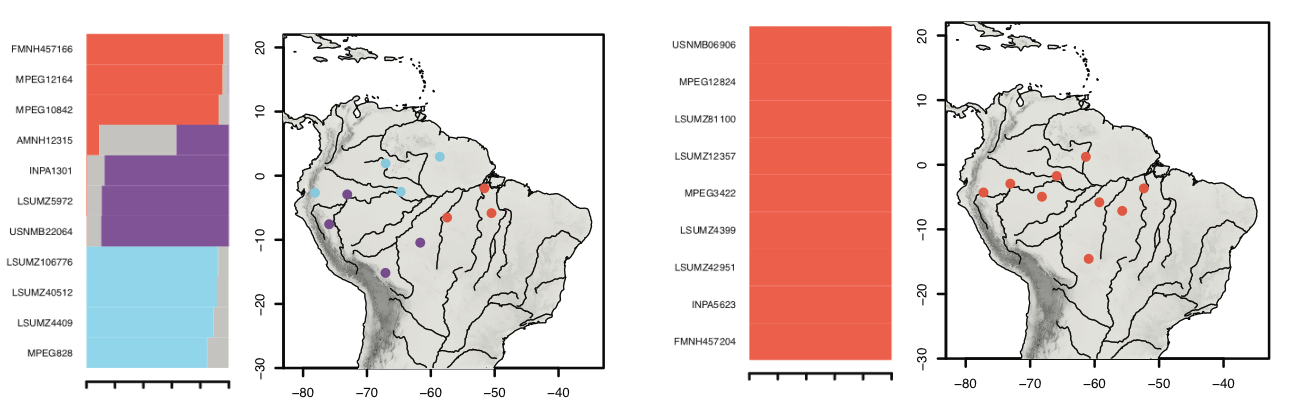 FMNH457166
MPEG12164
MPEG10842
AMNH12315
INPA1301
LSUMZ5972
USNMB22064
LSUMZ106776
LSUMZ40512
LSUMZ4409
MPEG828
20
10
0
−10
−20
−30
−80 −70 −60 −50 −40
USNMB06906
MPEG12824
LSUMZ81100
LSUMZ12357
MPEG3422
LSUMZ4399
LSUMZ42951
INPA5623
FMNH457204
20
10
0
−10
−20
−30
−80 −70 −60 −50 −40